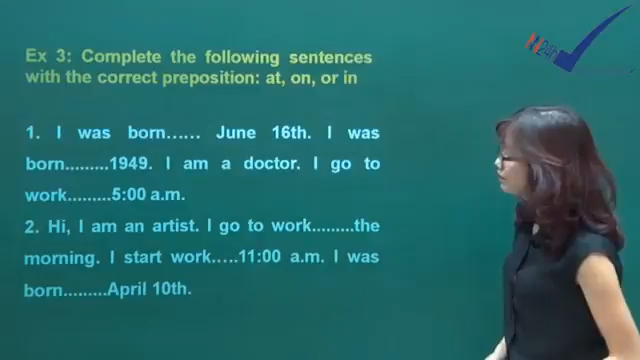 Ex 3: Complete the following sentences
with the correct preposition: at, on, or in
1. I was born...... June 16th. I was
born.........1949. I am a doctor. I go to
work.........5:00 a.m.
2. Hi, I am an artist. I go to work.........the
morning. I start work.....11:00 a.m. I was
born.........April 10th.